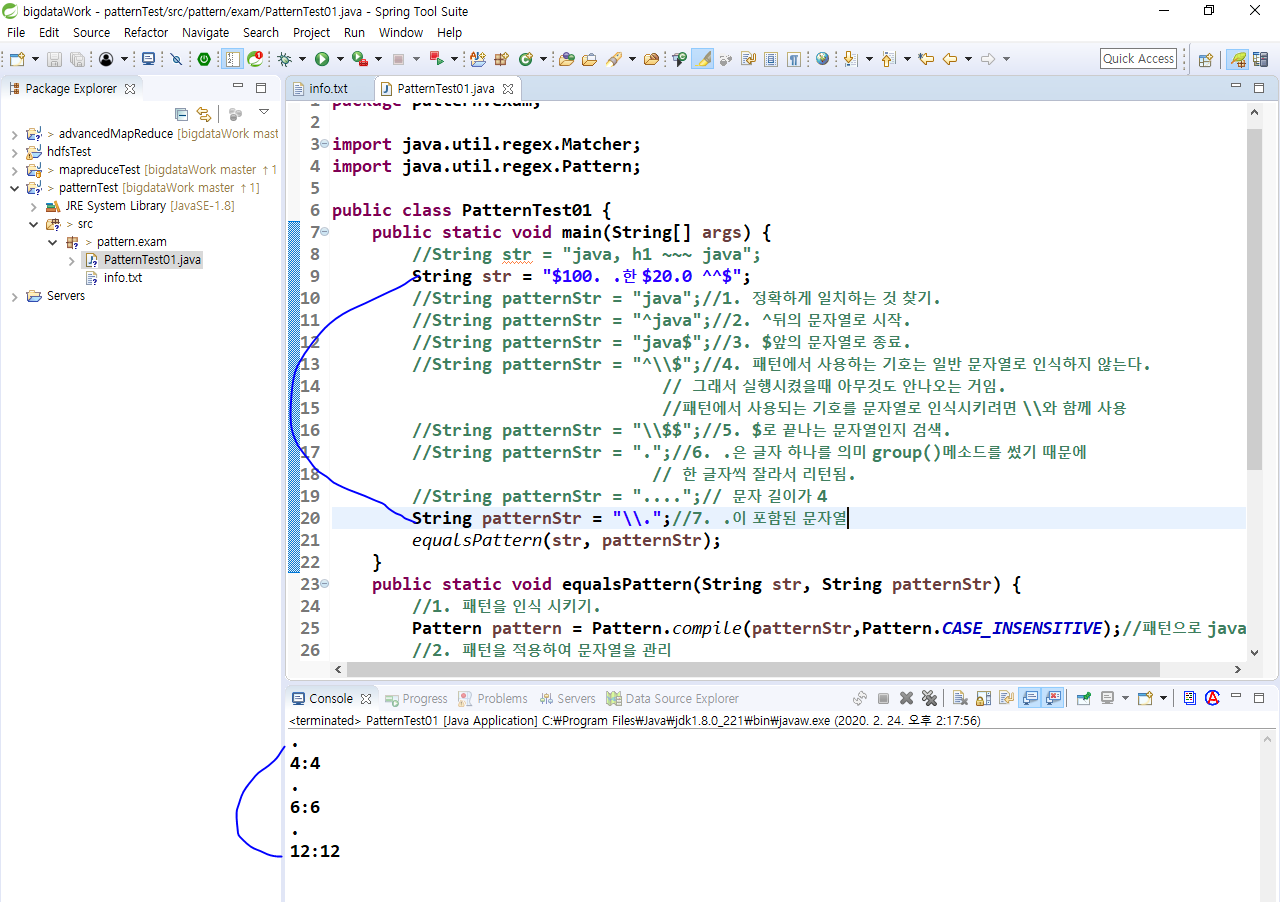 bigdataWork - patternTest/src/pattern/exam/PatternTest01.java - Spring Tool Suite
File Edit Source Refactor Navigate Search Project Run Window Help
Quick Access
Package Explorer
> advancedMapReduce [bigdataWork mast
hdfsTest
> mapreduceTest [bigdataWork master ↑1
> patternTest [bigdataWork master ↑1]
JRE System Library [JavaSE-1.8]
> src
> pattern.exam
PatternTest01.java
info.txt
Servers
info.txt PatternTest01.java
1 package pattern.exam;
2
3 import java.util.regex.Matcher;
4 import java.util.regex.Pattern;
5
6 public class PatternTest01 {
7 public static void main(String[] args) {
8 //String str = "java, h1 ~~~ java";
9 String str = "$100. .한 $20.0 ^^$";
10 //String patternStr = "java";//1. 정확하게 일치하는 것 찾기.
11 //String patternStr = "^java";//2. ^뒤의 문자열로 시작.
12 //String patternStr = "java$";//3. $앞의 문자열로 종료.
13 //String patternStr = "^\\$";//4. 패턴에서 사용하는 기호는 일반 문자열로 인식하지 않는다.
14 // 그래서 실행시켰을때 아무것도 안나오는 거임.
15 //패턴에서 사용되는 기호를 문자열로 인식시키려면 \\와 함께 사용
16 //String patternStr = "\\$$";//5. $로 끝나는 문자열인지 검색.
17 //String patternStr = ".";//6. .은 글자 하나를 의미 group()메소드를 썼기 때문에
18 // 한 글자씩 잘라서 리턴됨.
19 //String patternStr = "....";// 문자 길이가 4
20 String patternStr = "\\.";//7. .이 포함된 문자열
21 equalsPattern(str, patternStr);
22 }
23 public static void equalsPattern(String str, String patternStr) {
24 //1. 패턴을 인식 시키기.
25 Pattern pattern = Pattern.compile(patternStr,Pattern.CASE_INSENSITIVE);//패턴으로 java
26 //2. 패턴을 적용하여 문자열을 관리
Console Progress Problems Servers Data Source Explorer
<terminated> PatternTest01 [Java Application] C:₩Program Files₩Java₩jdk1.8.0_221₩bin₩javaw.exe (2020. 2. 24. 오후 2:17:56)
.
4:4
.
6:6
.
12:12